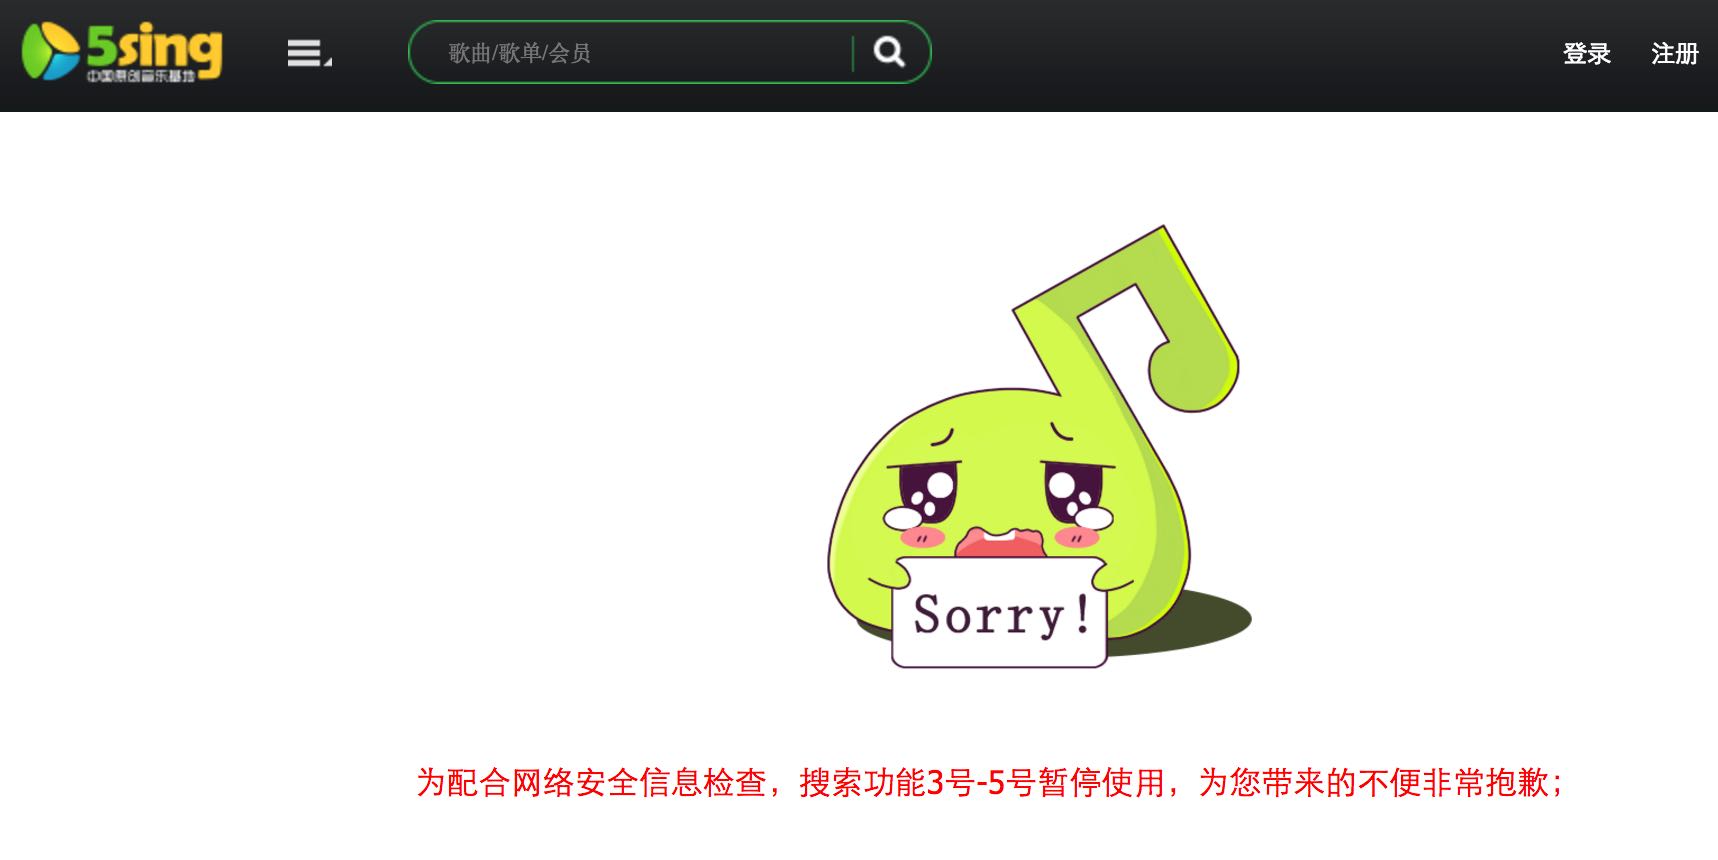 5sing
中国原创音乐基地
歌曲/歌单/会员
登录
注册
Sorry!
为配合网络安全信息检查，搜索功能3号-5号暂停使用，为您带来的不便非常抱歉；